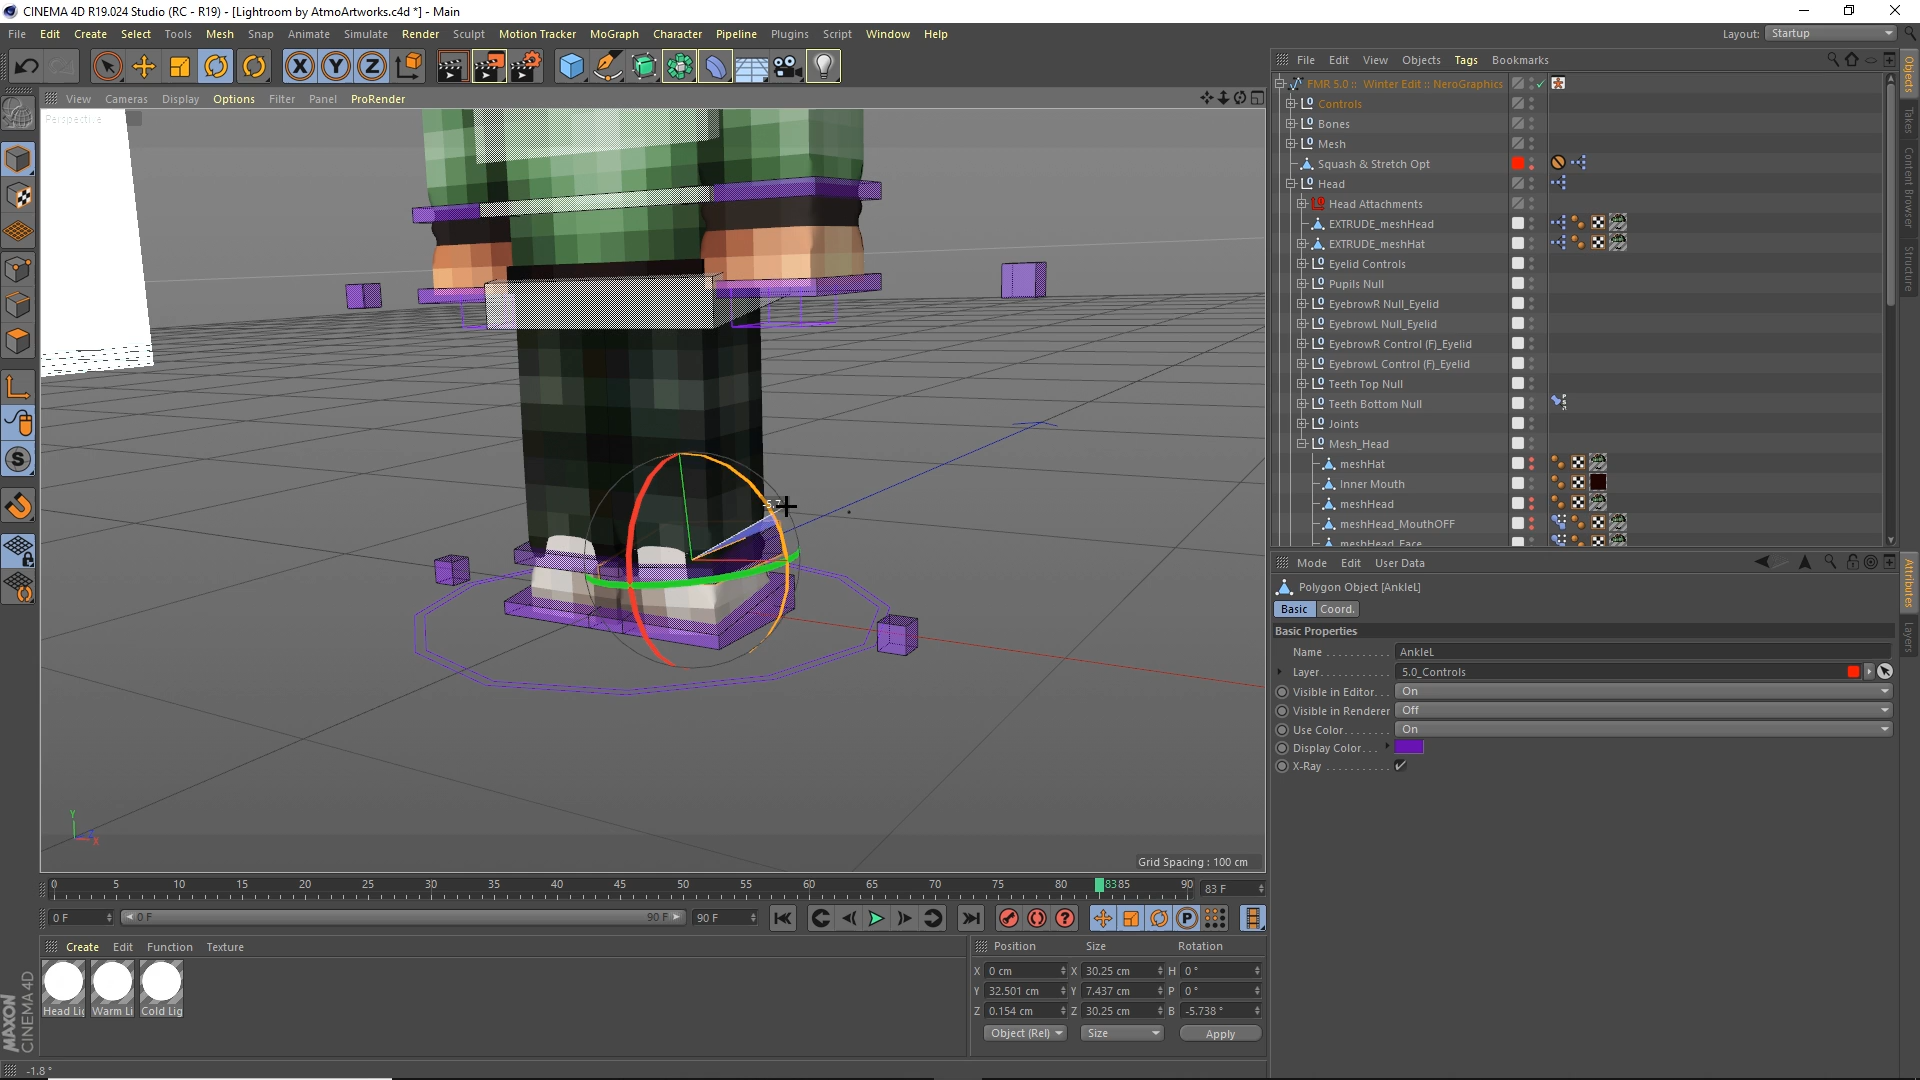 CINEMA 4D R19.024 Studio (RC - R19) - [Lightroom by AtmoArtworks.c4d *] - Main
File Edit Create Select Tools Mesh Snap Animate Simulate Render Sculpt Motion Tracker MoGraph Character Pipeline Plugins Script Window Help
Layout: Startup
X Y Z
View Cameras Display Options Filter Panel ProRender
Perspective
Grid Spacing : 100 cm
Y
X
File Edit View Objects Tags Bookmarks
FMR 5.0 :: Winter Edit :: NeroGraphics
Controls
Bones
Mesh
Squash & Stretch Opt
Head
Head Attachments
EXTRUDE_meshHead
EXTRUDE_meshHat
Eyelid Controls
Pupils Null
EyebrowR Null_Eyelid
EyebrowL Null_Eyelid
EyebrowR Control (F)_Eyelid
EyebrowL Control (F)_Eyelid
Teeth Top Null
Teeth Bottom Null
Joints
Mesh_Head
meshHat
Inner Mouth
meshHead
meshHead_MouthOFF
meshHead_Face
Objects
Takes
Content Browser
Structure
Mode Edit User Data
Polygon Object [AnkleL]
Basic Coord.
Basic Properties
Name AnkleL
Layer 5.0_Controls
Visible in Editor On
Visible in Renderer Off
Use Color On
Display Color
X-Ray
Attributes
Layers
0 5 10 15 20 25 30 35 40 45 50 55 60 65 70 75 80 83 85 90
83 F
0 F 0 F 90 F 90 F
Create Edit Function Texture
Head Lig Warm Li Cold Lig
Position Size Rotation
X 0 cm X 30.25 cm H 0 °
Y 32.501 cm Y 7.437 cm P 0 °
Z 0.154 cm Z 30.25 cm B -5.738 °
Object (Rel) Size Apply
MAXON
CINEMA 4D
-1.8 °